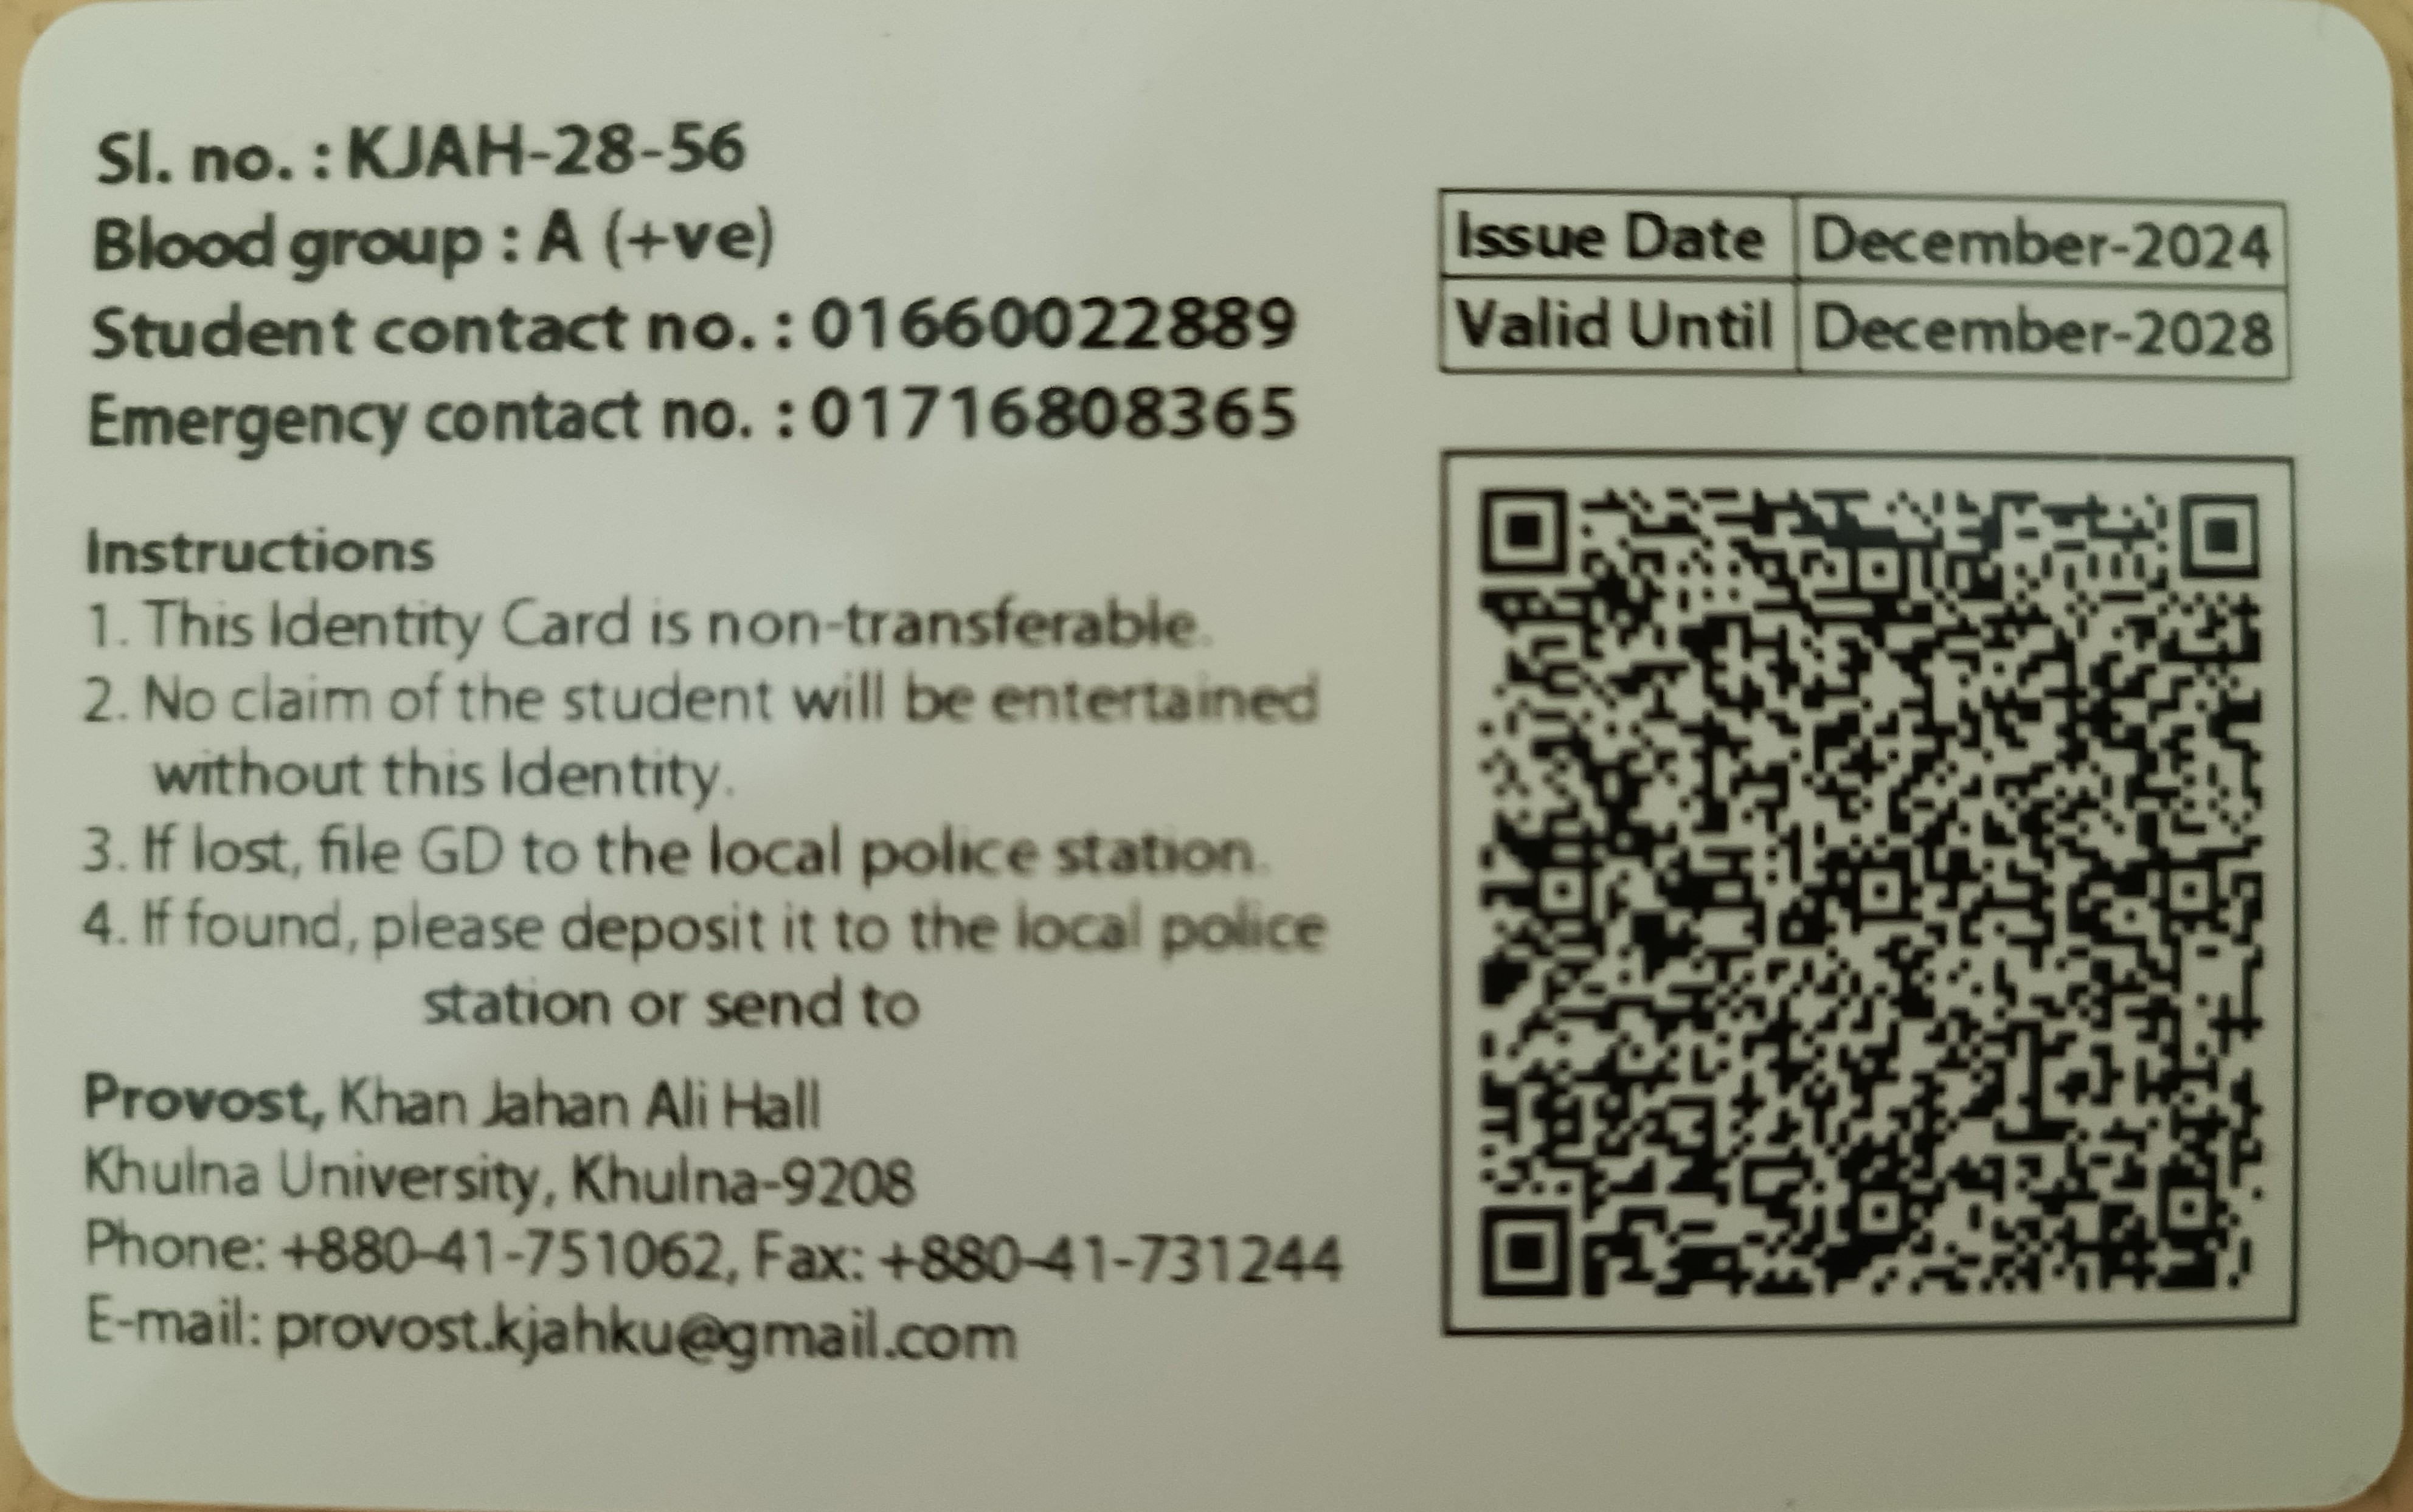 Sl. no. : KJAH-28-56
Blood group : A (+ve)
Student contact no. : 01660022889
Emergency contact no. : 01716808365
Issue Date December-2024
Valid Until December-2028
Instructions
1. This Identity Card is non-transferable.
2. No claim of the student will be entertained
without this Identity.
3. If lost, file GD to the local police station.
4. If found, please deposit it to the local police
station or send to
Provost, Khan Jahan Ali Hall
Khulna University, Khulna-9208
Phone: +880-41-751062, Fax: +880-41-731244
E-mail: provost.kjahku@gmail.com